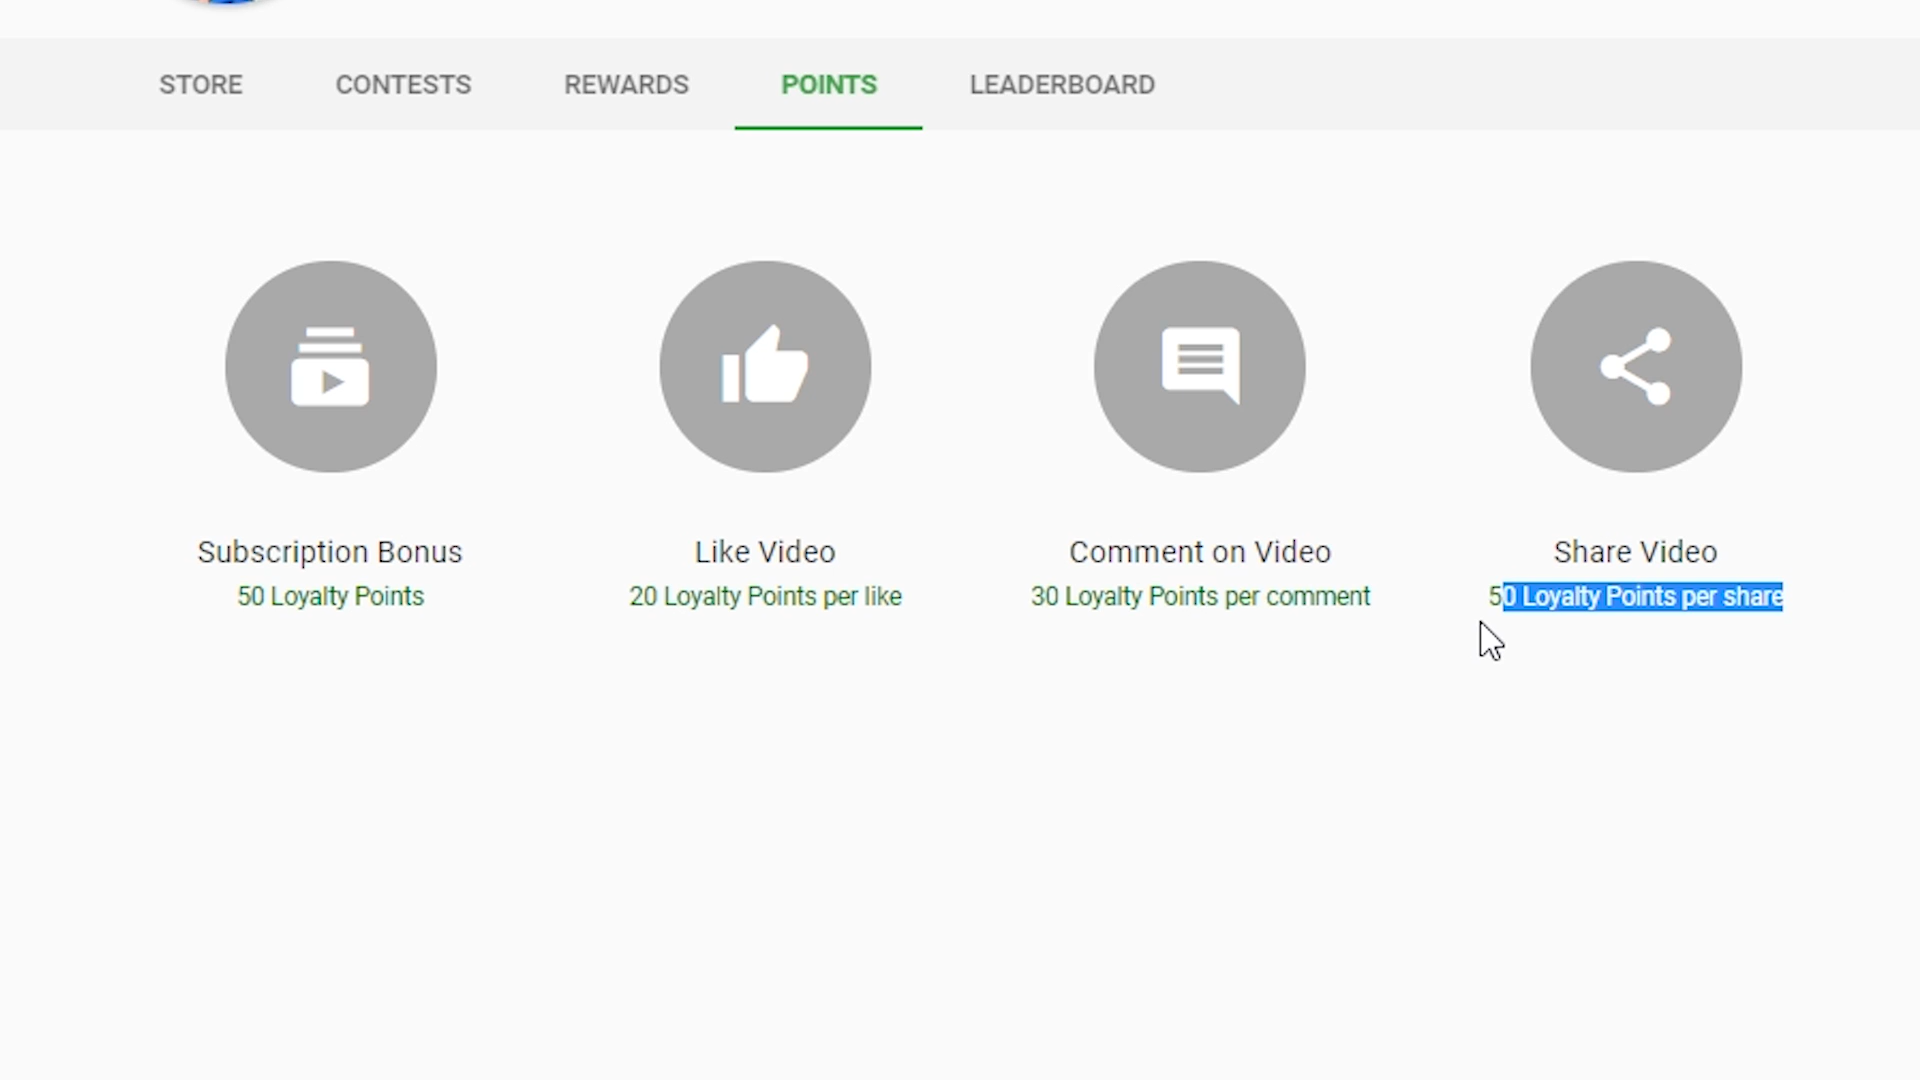 STORE CONTESTS REWARDS POINTS LEADERBOARD
Subscription Bonus
50 Loyalty Points
Like Video
20 Loyalty Points per like
Comment on Video
30 Loyalty Points per comment
Share Video
50 Loyalty Points per share